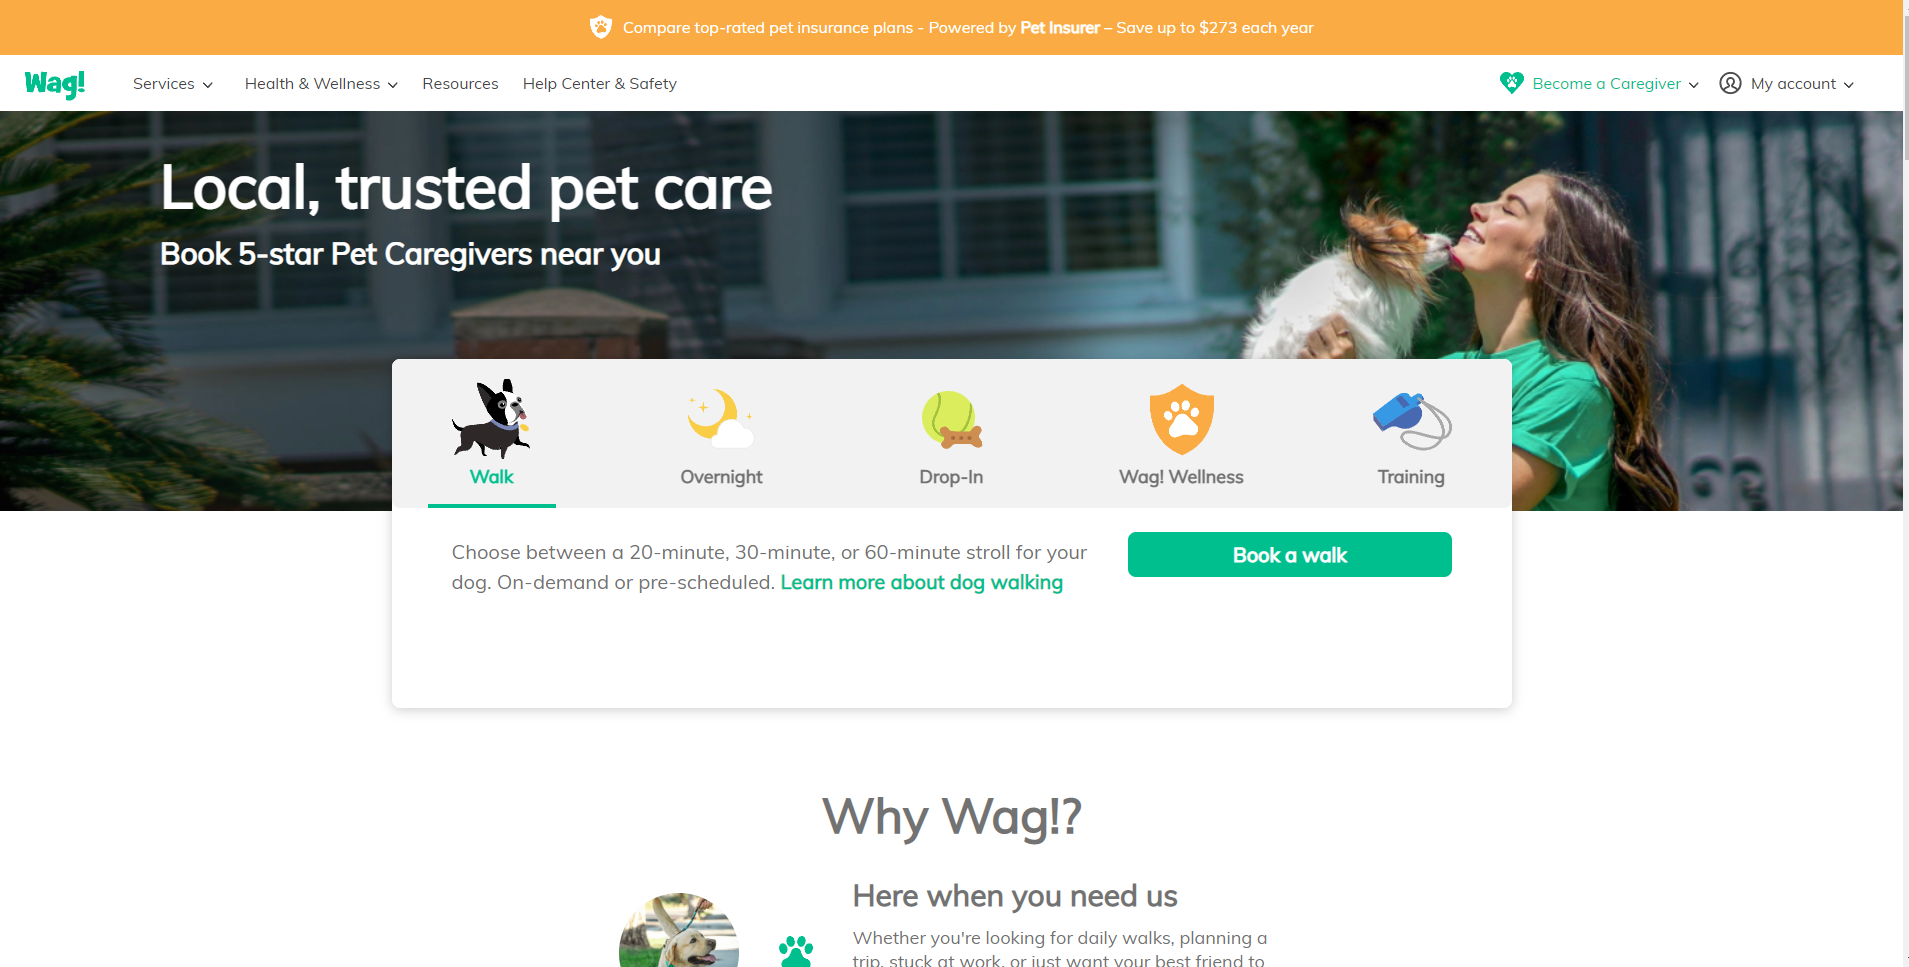 Compare top-rated pet insurance plans - Powered by Pet Insurer – Save up to $273 each year
Wag! Services Health & Wellness Resources Help Center & Safety Become a Caregiver My account
Local, trusted pet care
Book 5-star Pet Caregivers near you
Walk Overnight Drop-In Wag! Wellness Training
Choose between a 20-minute, 30-minute, or 60-minute stroll for your
dog. On-demand or pre-scheduled. Learn more about dog walking
Book a walk
Why Wag!?
Here when you need us
Whether you're looking for daily walks, planning a
trip, stuck at work, or just want your best friend to